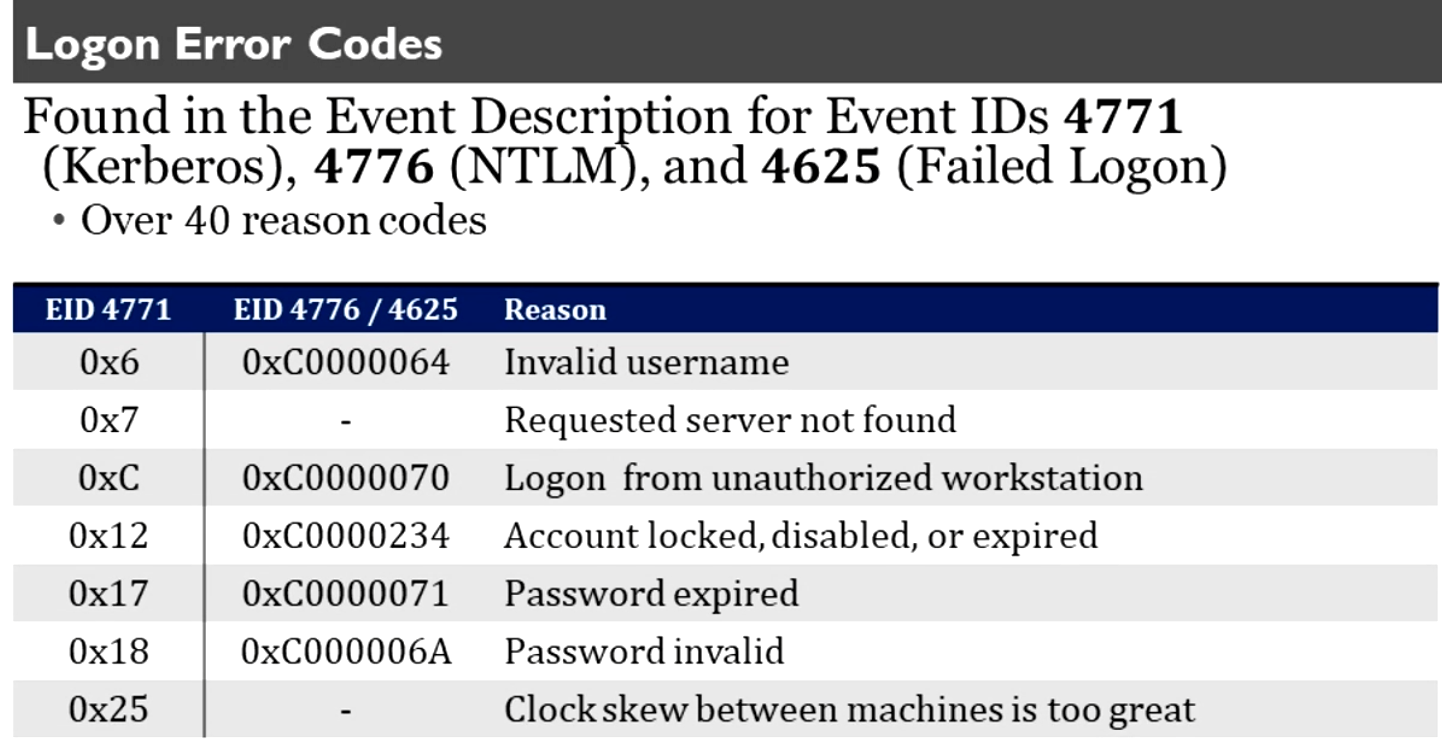 Logon Error Codes
Found in the Event Description for Event IDs 4771
(Kerberos), 4776 (NTLM), and 4625 (Failed Logon)
• Over 40 reason codes
EID 4771 EID 4776 / 4625 Reason
0x6 0xC0000064 Invalid username
0x7 - Requested server not found
0xC 0xC0000070 Logon from unauthorized workstation
0x12 0xC0000234 Account locked, disabled, or expired
0x17 0xC0000071 Password expired
0x18 0xC000006A Password invalid
0x25 - Clock skew between machines is too great